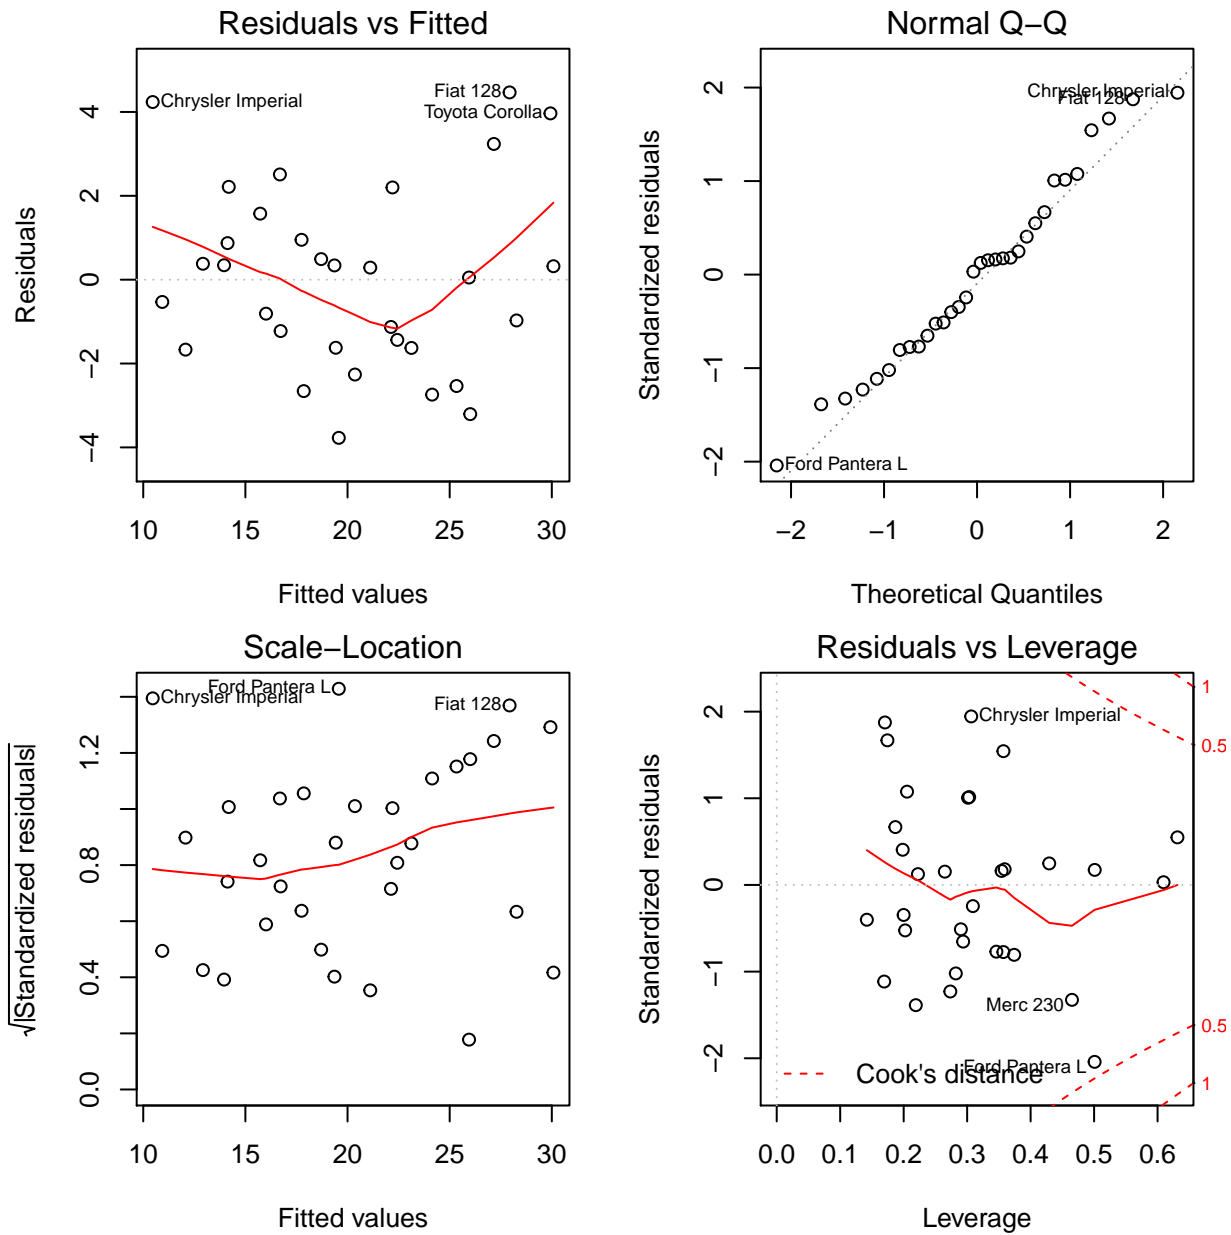 Residuals vs Fitted
Chrysler Imperial
Fiat 128
Toyota Corolla
Residuals
−4
−2
0
2
4
10
15
20
25
30
Fitted values
Normal Q−Q
Chrysler Imperial
Fiat 128
Ford Pantera L
Standardized residuals
−2
−1
0
1
2
−2
−1
0
1
2
Theoretical Quantiles
Scale−Location
Ford Pantera L
Chrysler Imperial
Fiat 128
√|Standardized residuals|
0.0
0.4
0.8
1.2
10
15
20
25
30
Fitted values
Residuals vs Leverage
Chrysler Imperial
Merc 230
Ford Pantera L
Cook's distance
1
0.5
0.5
1
Standardized residuals
−2
−1
0
1
2
0.0
0.1
0.2
0.3
0.4
0.5
0.6
Leverage